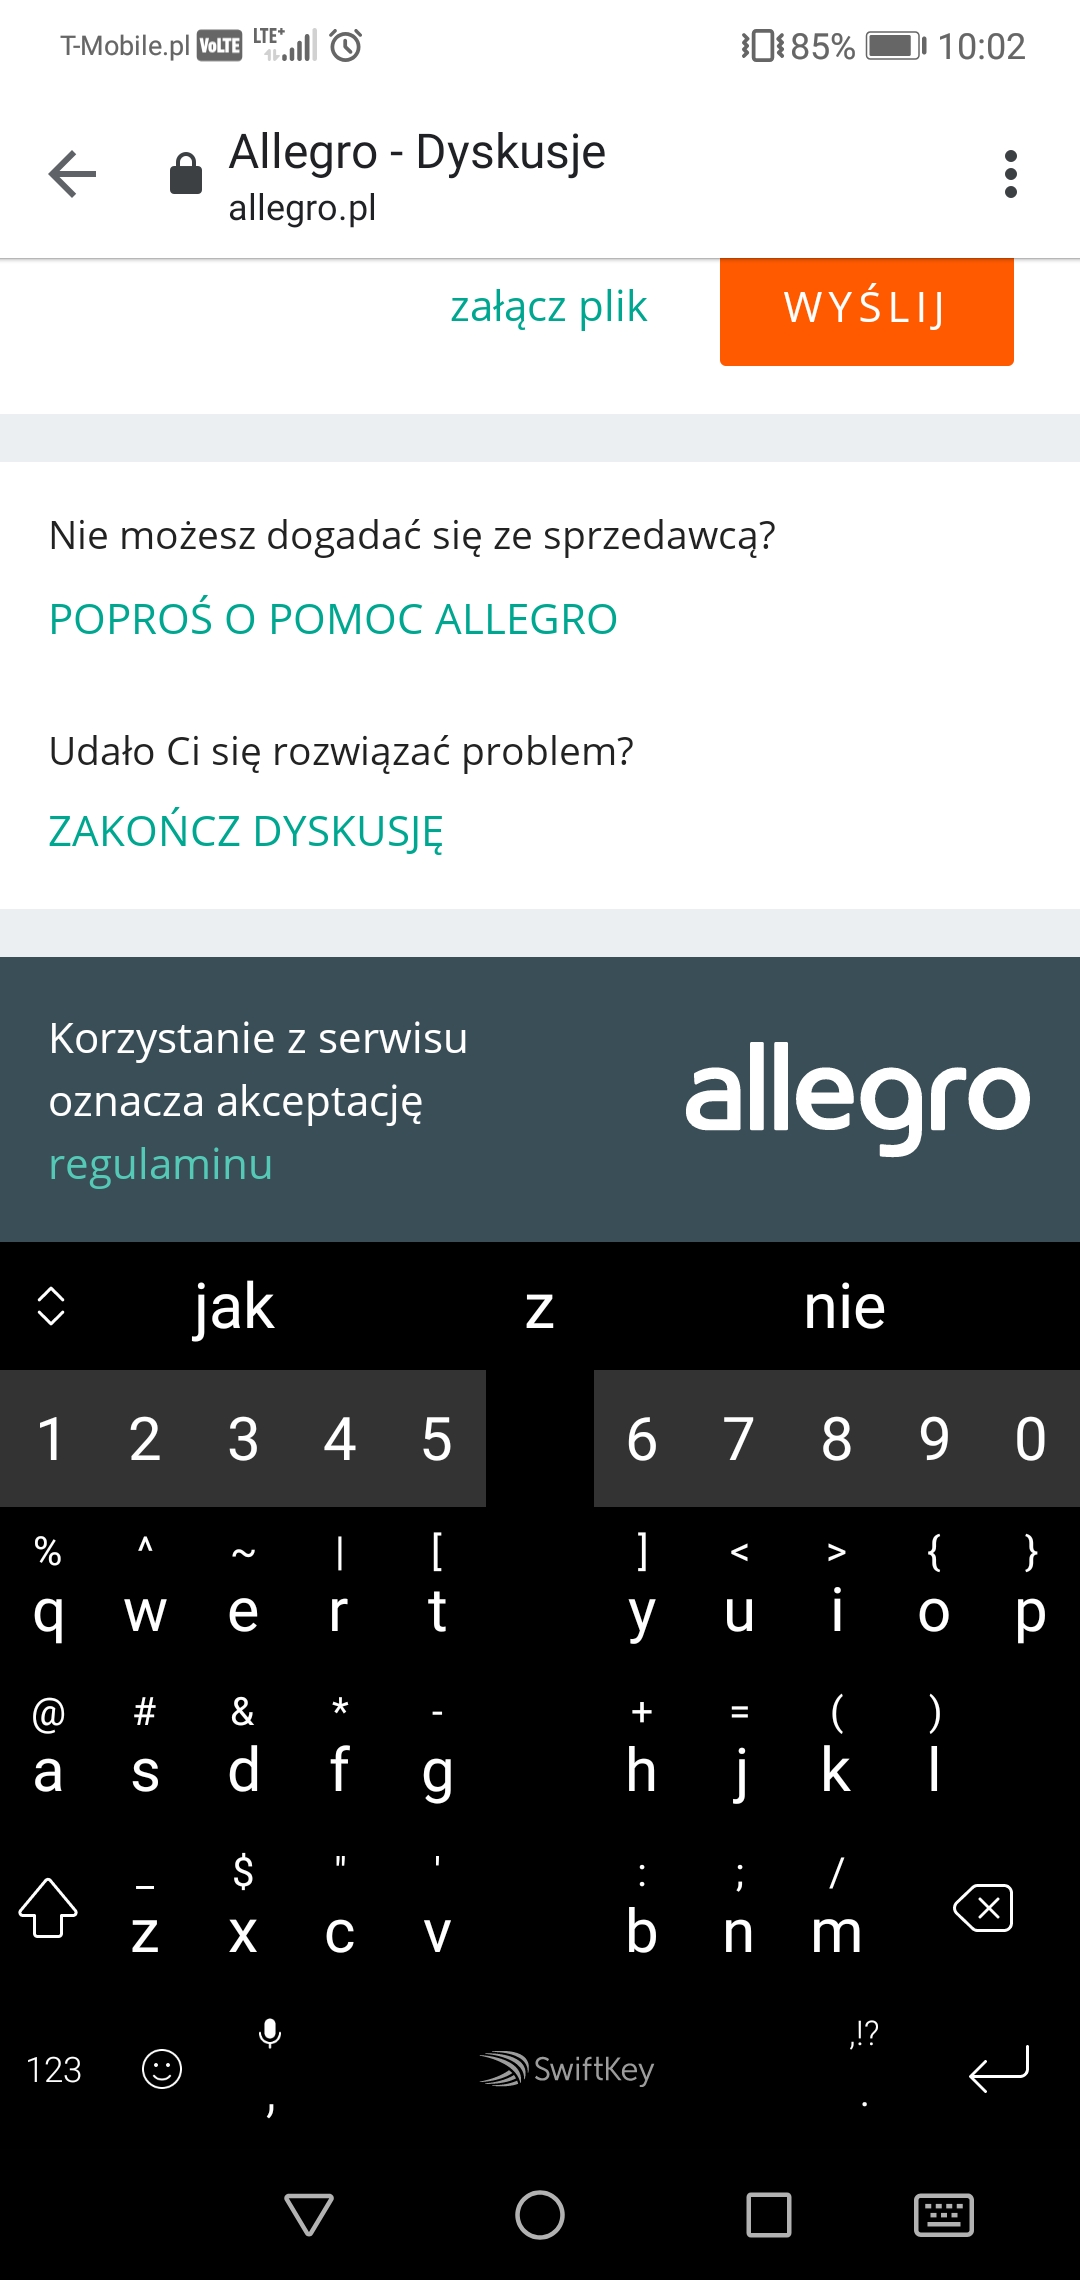 T-Mobile.pl VoLTE LTE+ 85% 10:02
Allegro - Dyskusje
allegro.pl
załącz plik WYŚLIJ
Nie możesz dogadać się ze sprzedawcą?
POPROŚ O POMOC ALLEGRO
Udało Ci się rozwiązać problem?
ZAKOŃCZ DYSKUSJĘ
Korzystanie z serwisu
oznacza akceptację
regulaminu
allegro
jak z nie
1 2 3 4 5 6 7 8 9 0
% ^ ~ | [ ] < > { }
q w e r t y u i o p
@ # & * - + = ( )
a s d f g h j k l
_ $ " ' : ; /
z x c v b n m
,!?
123 , SwiftKey .